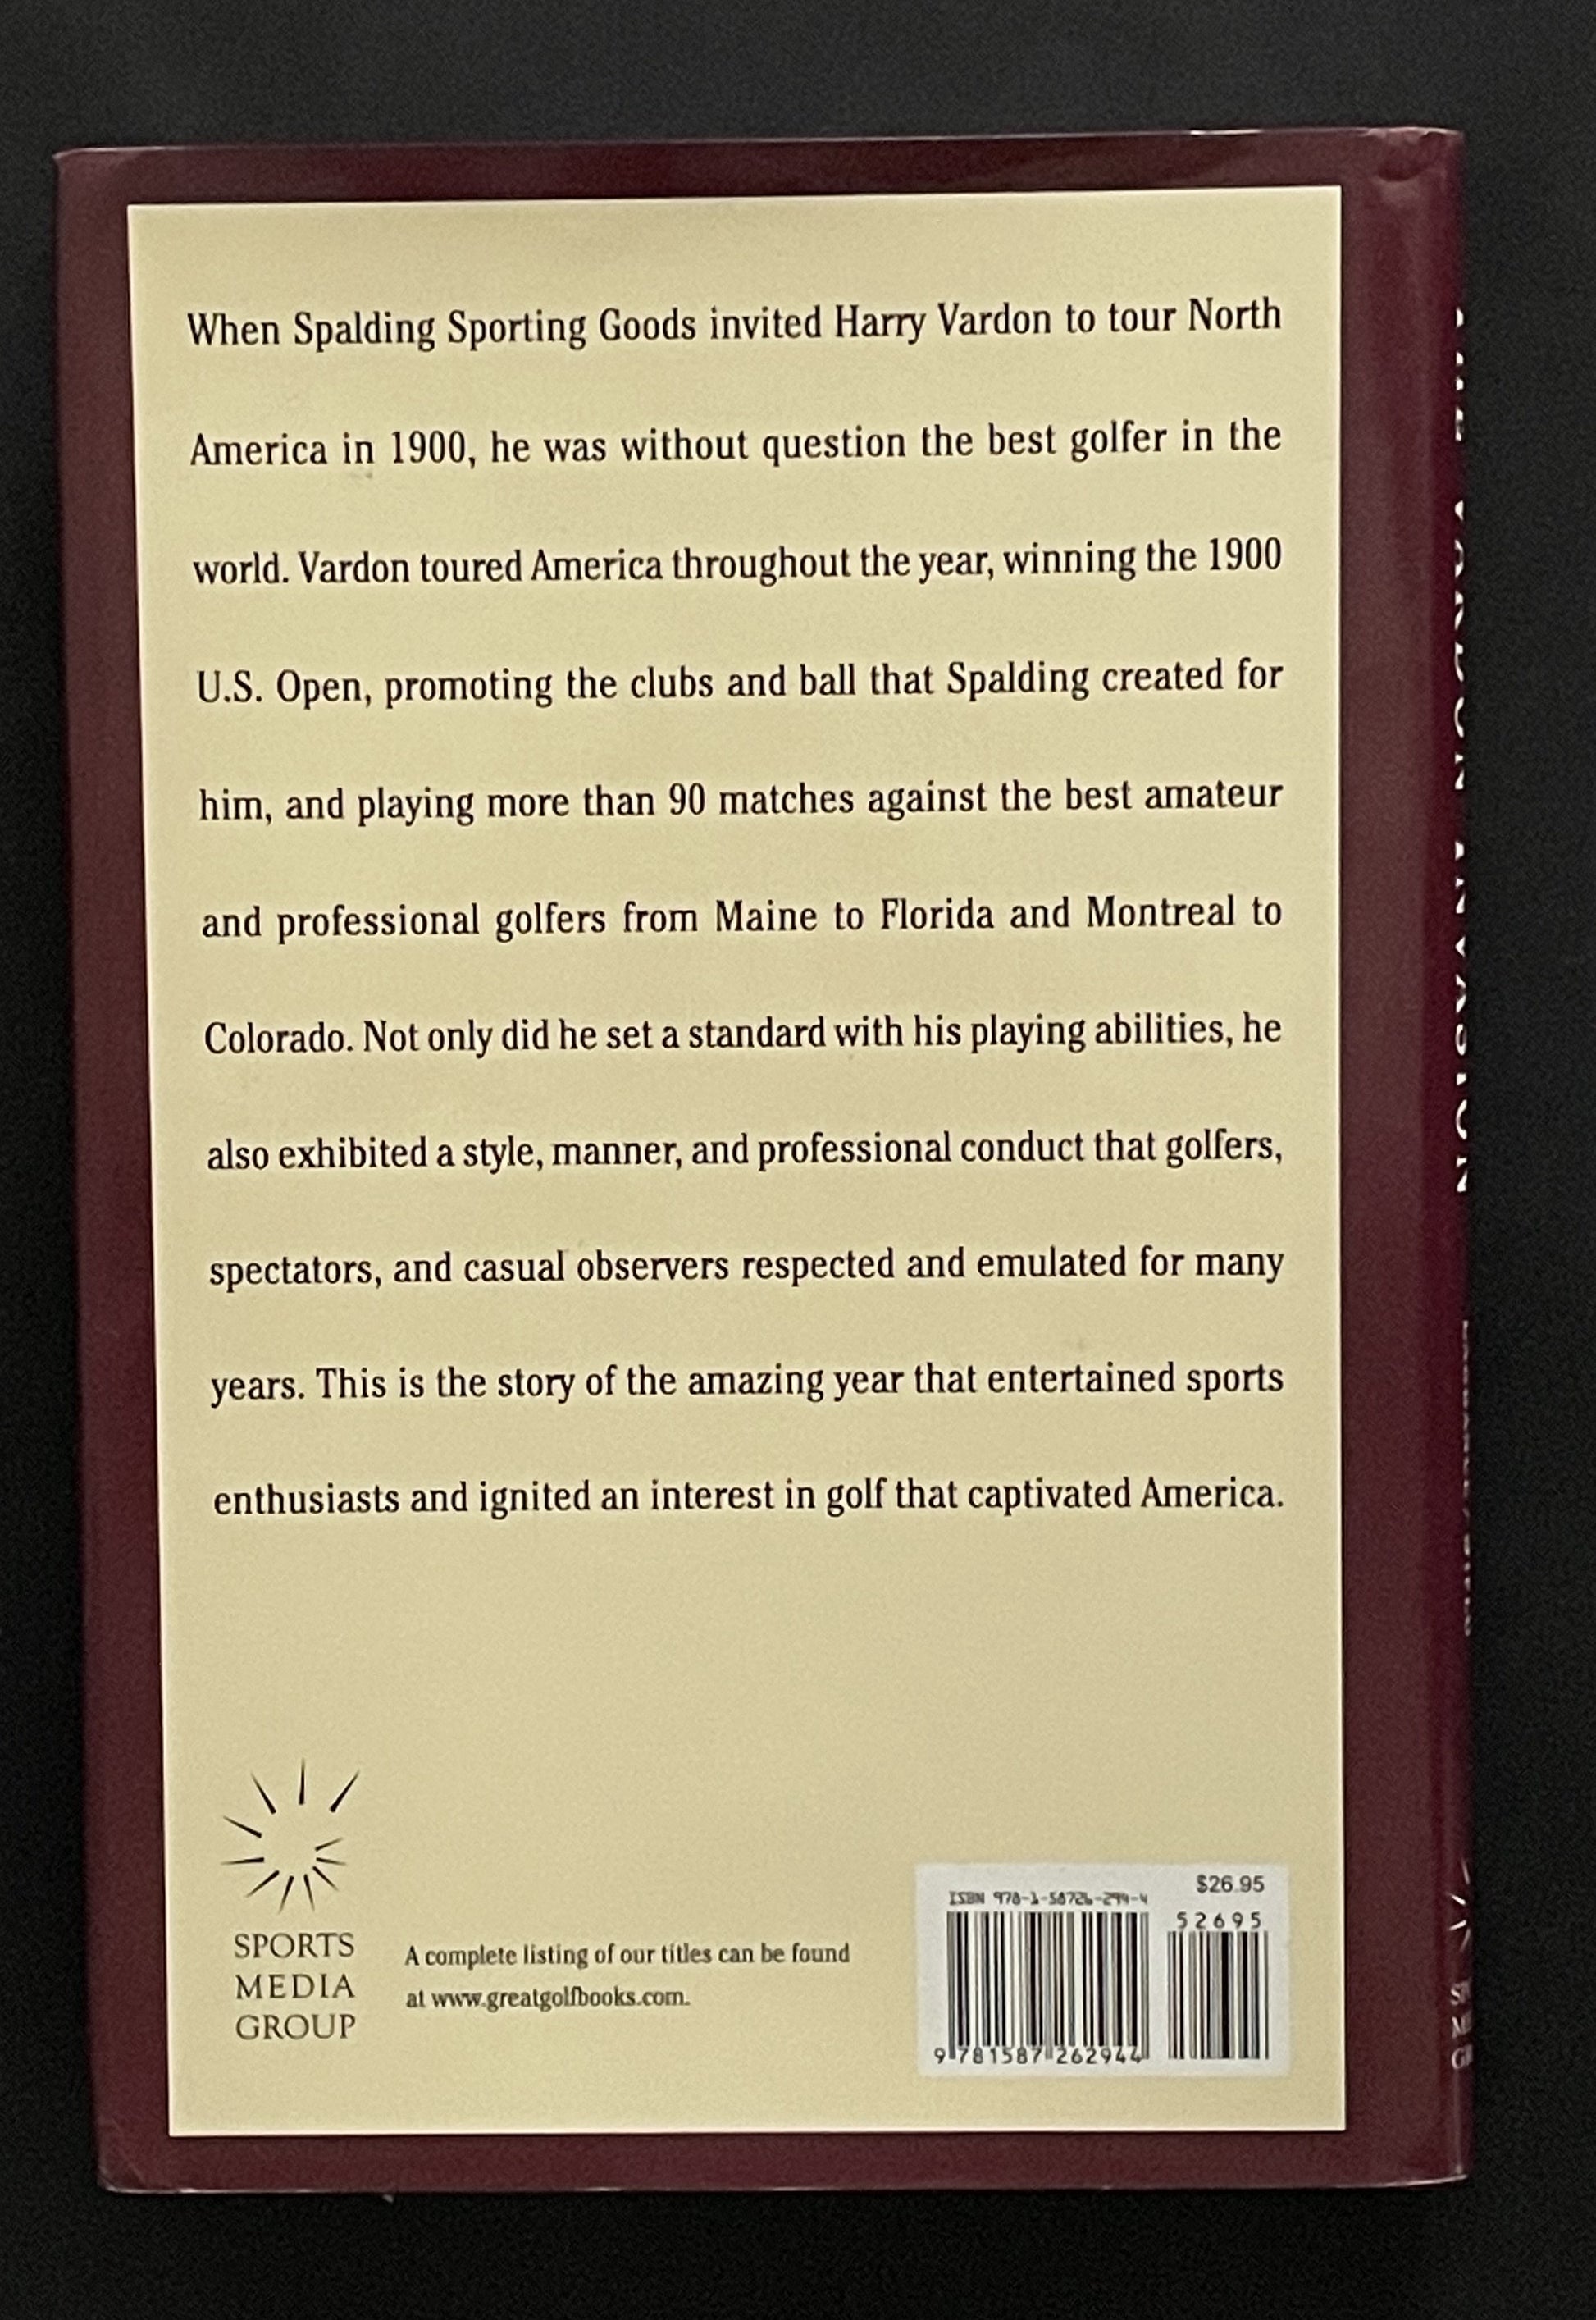 When Spalding Sporting Goods invited Harry Vardon to tour North
America in 1900, he was without question the best golfer in the
world. Vardon toured America throughout the year, winning the 1900
U.S. Open, promoting the clubs and ball that Spalding created for
him, and playing more than 90 matches against the best amateur
and professional golfers from Maine to Florida and Montreal to
Colorado. Not only did he set a standard with his playing abilities, he
also exhibited a style, manner, and professional conduct that golfers,
spectators, and casual observers respected and emulated for many
years. This is the story of the amazing year that entertained sports
enthusiasts and ignited an interest in golf that captivated America.
SPORTS
MEDIA
GROUP
A complete listing of our titles can be found
at www.greatgolfbooks.com.
ISBN 978-1-58726-294-4
$26.95
52695
9 781587 262944
VARDON INVASION